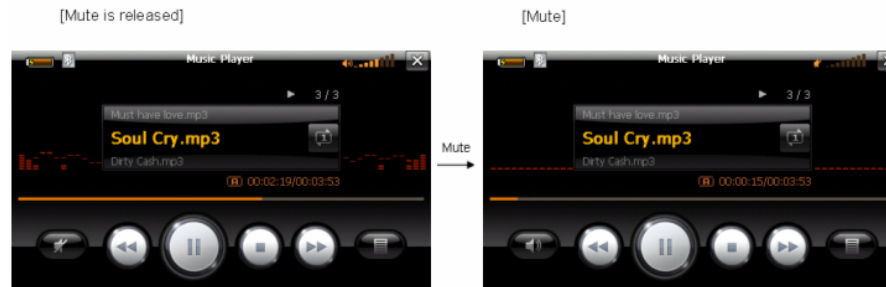 [Mute is released]
[Mute]
Music Player
3 / 3
Must have love.mp3
Soul Cry.mp3
1
Dirty Cash.mp3
A 00:02:19/00:03:53
Mute
Music Player
3 / 3
Must have love.mp3
Soul Cry.mp3
1
Dirty Cash.mp3
A 00:00:15/00:03:53